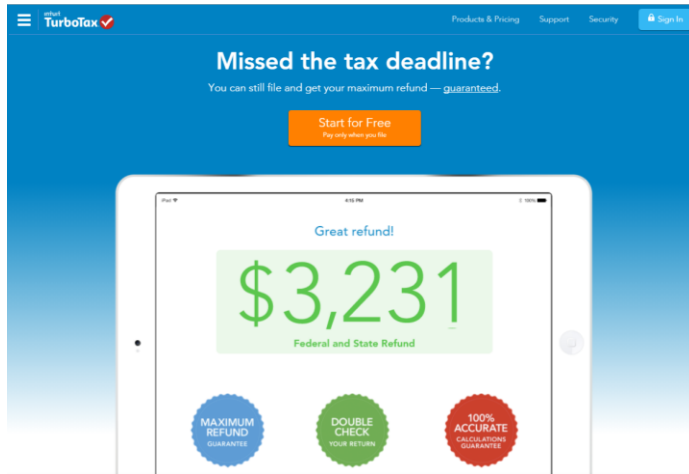 intuit
TurboTax
Products & Pricing Support Security Sign In
Missed the tax deadline?
You can still file and get your maximum refund — guaranteed.
Start for Free
Pay only when you file
iPad 4:15 PM 100%
Great refund!
$3,231
Federal and State Refund
MAXIMUM
REFUND
GUARANTEE
DOUBLE
CHECK
YOUR RETURN
100%
ACCURATE
CALCULATIONS
GUARANTEE